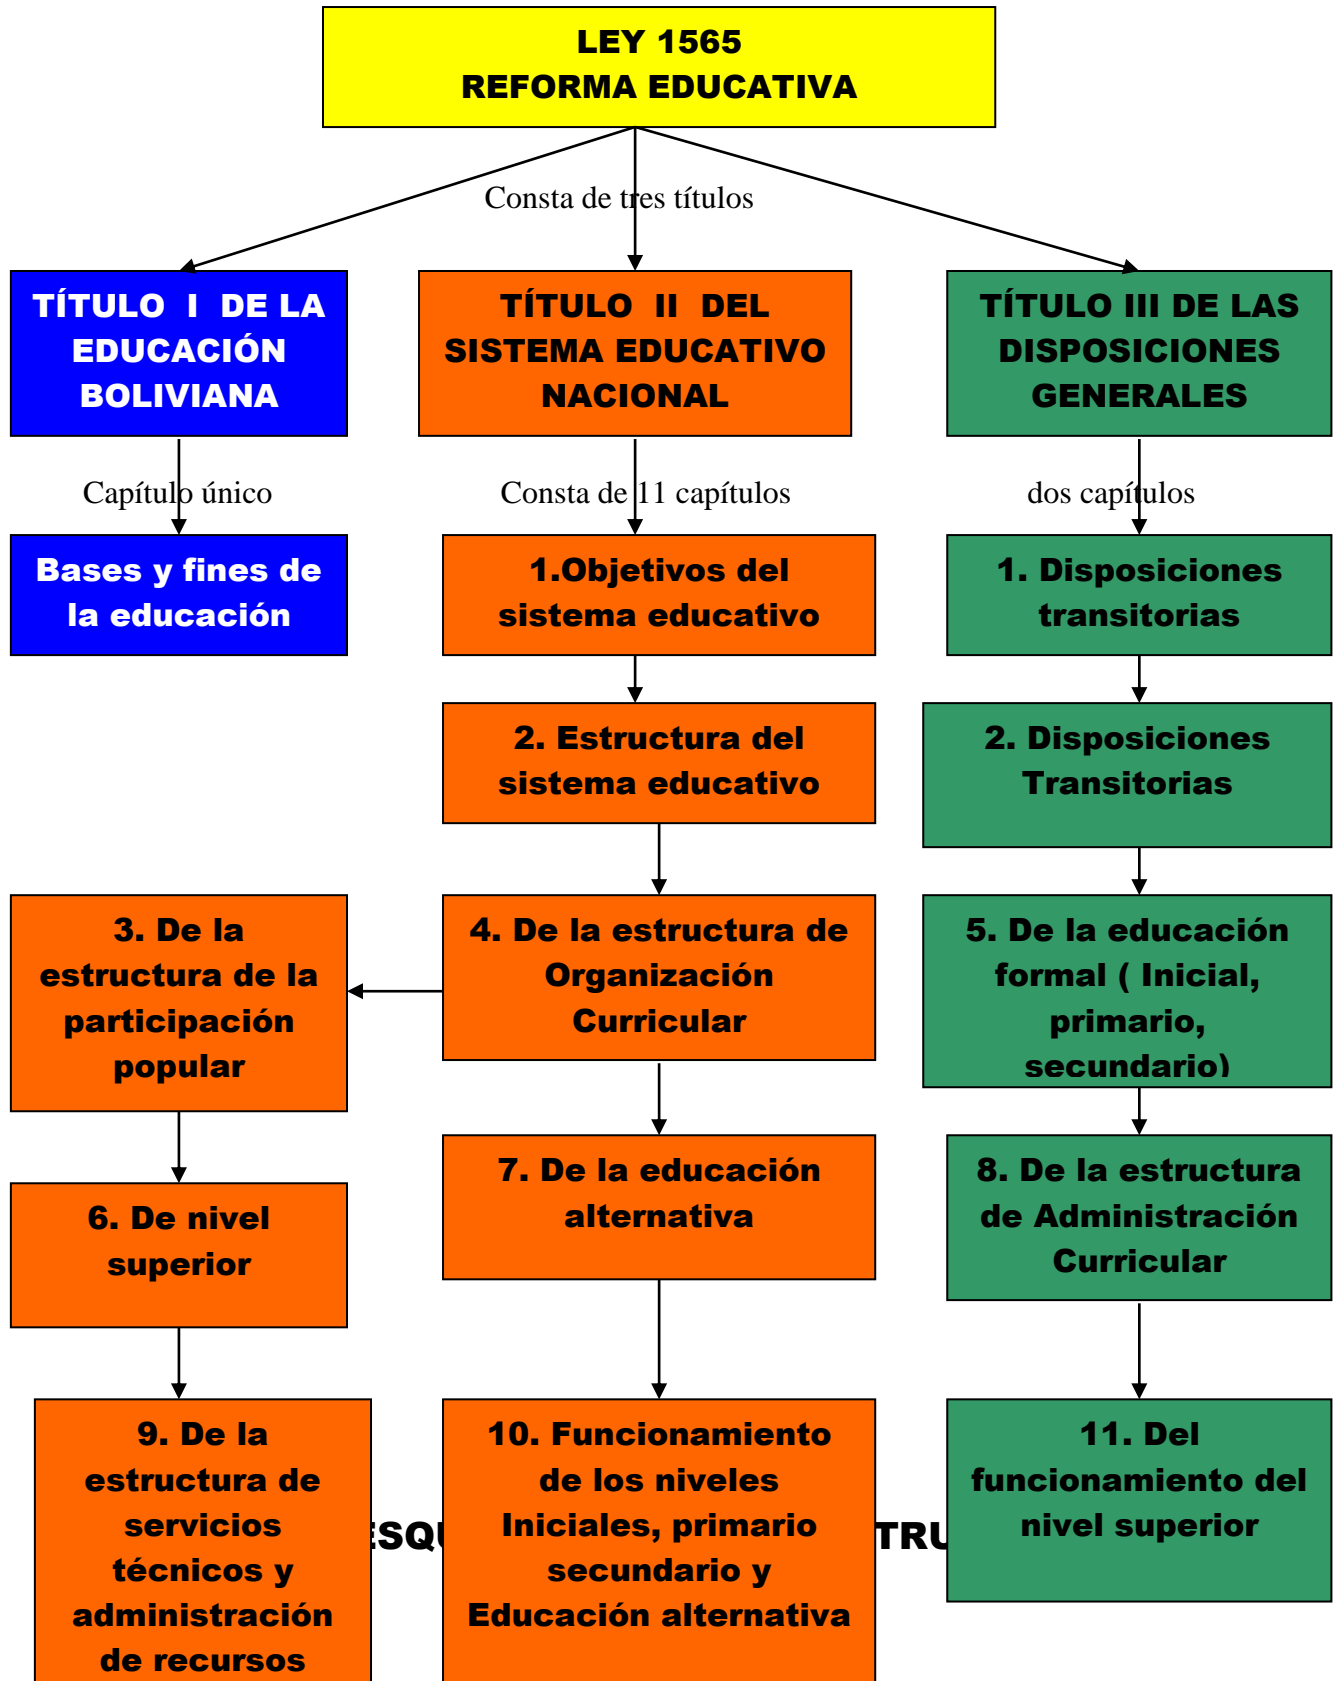 LEY 1565
REFORMA EDUCATIVA
Consta de tres títulos
TÍTULO I DE LA
EDUCACIÓN
BOLIVIANA
TÍTULO II DEL
SISTEMA EDUCATIVO
NACIONAL
TÍTULO III DE LAS
DISPOSICIONES
GENERALES
Capítulo único
Consta de 11 capítulos
dos capítulos
Bases y fines de
la educación
1.Objetivos del
sistema educativo
1. Disposiciones
transitorias
2. Estructura del
sistema educativo
2. Disposiciones
Transitorias
3. De la
estructura de la
participación
popular
4. De la estructura de
Organización
Curricular
5. De la educación
formal ( Inicial,
primario,
secundario)
6. De nivel
superior
7. De la educación
alternativa
8. De la estructura
de Administración
Curricular
9. De la
estructura de
servicios
técnicos y
administración
de recursos
10. Funcionamiento
de los niveles
Iniciales, primario
secundario y
Educación alternativa
11. Del
funcionamiento del
nivel superior